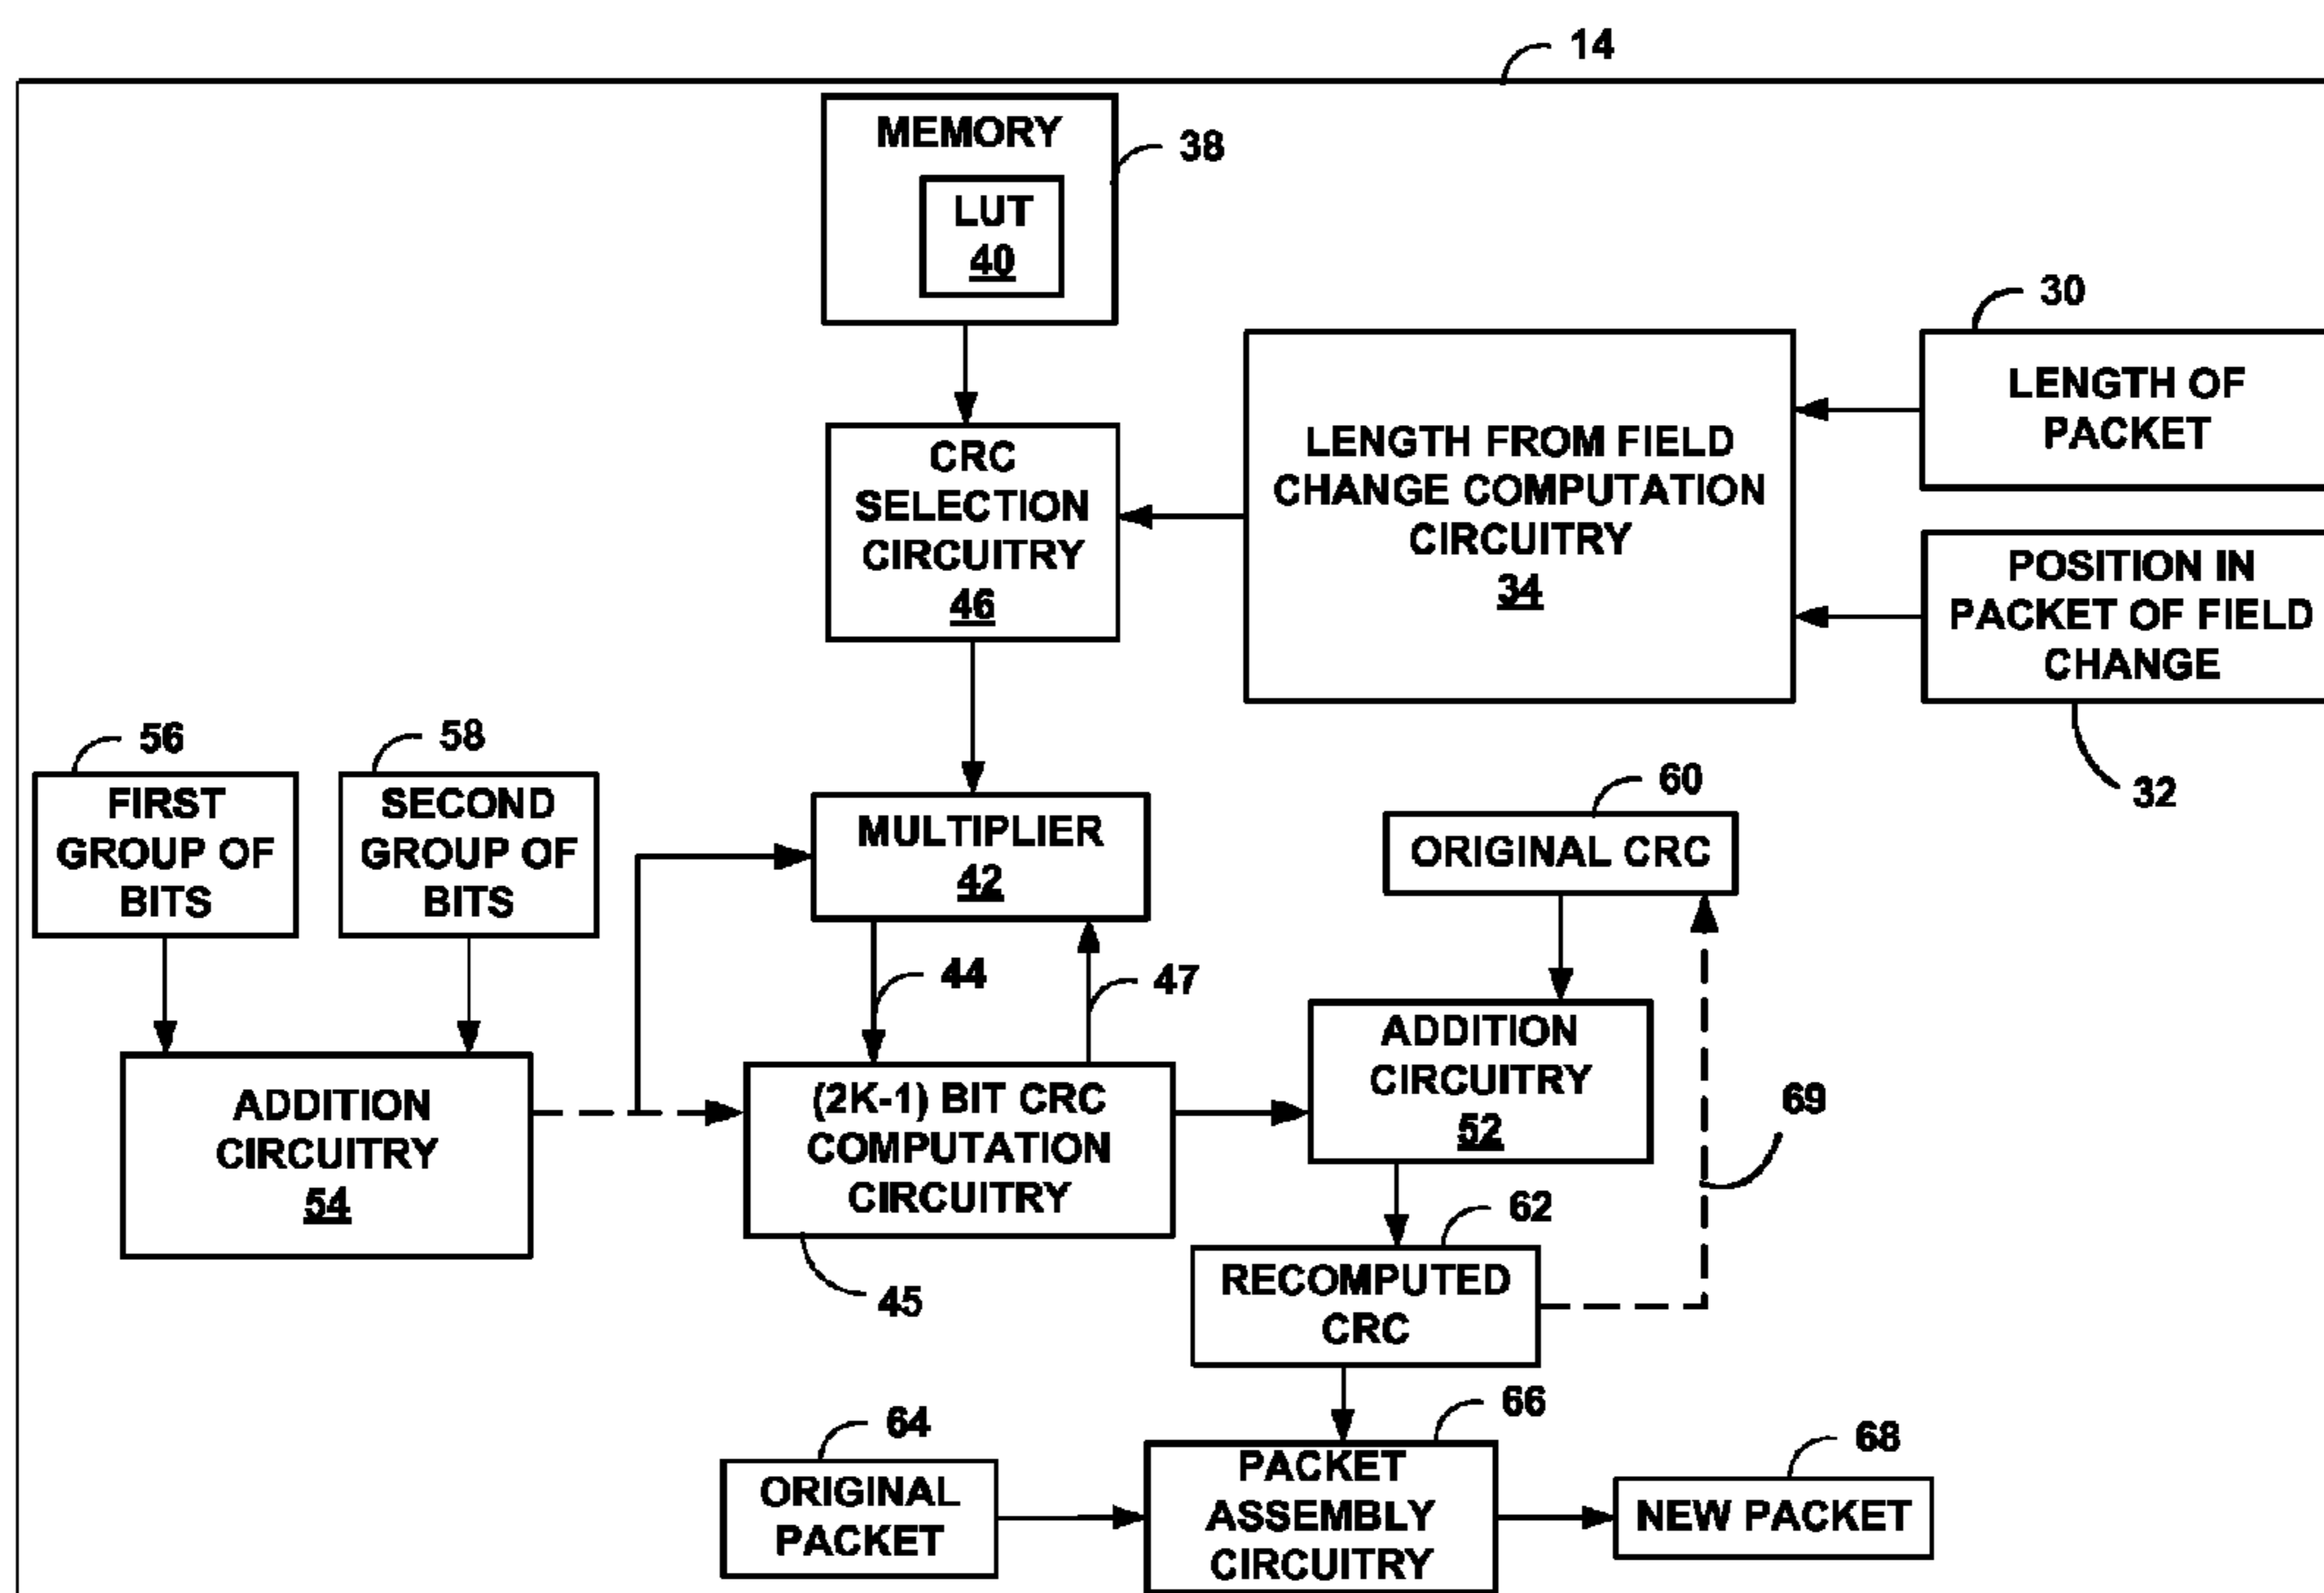 14
MEMORY
38
LUT
40
30
LENGTH OF
PACKET
LENGTH FROM FIELD
CHANGE COMPUTATION
CIRCUITRY
34
CRC
SELECTION
CIRCUITRY
46
POSITION IN
PACKET OF FIELD
CHANGE
32
56
58
FIRST
GROUP OF
BITS
SECOND
GROUP OF
BITS
MULTIPLIER
42
60
ORIGINAL CRC
44
47
ADDITION
CIRCUITRY
54
(2K-1) BIT CRC
COMPUTATION
CIRCUITRY
45
ADDITION
CIRCUITRY
52
69
62
RECOMPUTED
CRC
64
ORIGINAL
PACKET
66
PACKET
ASSEMBLY
CIRCUITRY
68
NEW PACKET